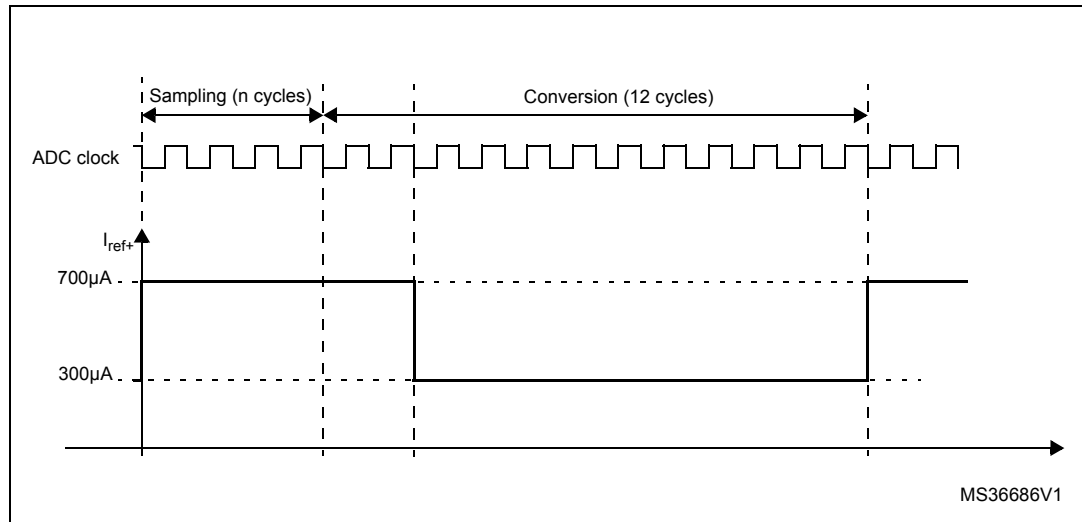 Sampling (n cycles)
Conversion (12 cycles)
ADC clock
Iref+
700µA
300µA
MS36686V1